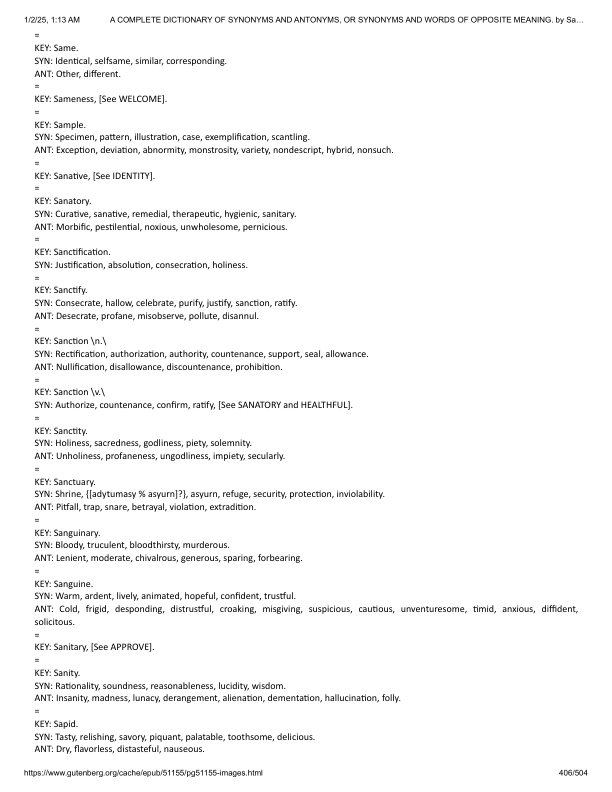 1/2/25, 1:13 AM A COMPLETE DICTIONARY OF SYNONYMS AND ANTONYMS, OR SYNONYMS AND WORDS OF OPPOSITE MEANING. by Sa…
=
KEY: Same.
SYN: Identical, selfsame, similar, corresponding.
ANT: Other, different.
=
KEY: Sameness, [See WELCOME].
=
KEY: Sample.
SYN: Specimen, pattern, illustration, case, exemplification, scantling.
ANT: Exception, deviation, abnormity, monstrosity, variety, nondescript, hybrid, nonsuch.
=
KEY: Sanative, [See IDENTITY].
=
KEY: Sanatory.
SYN: Curative, sanative, remedial, therapeutic, hygienic, sanitary.
ANT: Morbific, pestilential, noxious, unwholesome, pernicious.
=
KEY: Sanctification.
SYN: Justification, absolution, consecration, holiness.
=
KEY: Sanctify.
SYN: Consecrate, hallow, celebrate, purify, justify, sanction, ratify.
ANT: Desecrate, profane, misobserve, pollute, disannul.
=
KEY: Sanction \n.\
SYN: Rectification, authorization, authority, countenance, support, seal, allowance.
ANT: Nullification, disallowance, discountenance, prohibition.
=
KEY: Sanction \v.\
SYN: Authorize, countenance, confirm, ratify, [See SANATORY and HEALTHFUL].
=
KEY: Sanctity.
SYN: Holiness, sacredness, godliness, piety, solemnity.
ANT: Unholiness, profaneness, ungodliness, impiety, secularly.
=
KEY: Sanctuary.
SYN: Shrine, {[adytumasy % asyurn]?}, asyurn, refuge, security, protection, inviolability.
ANT: Pitfall, trap, snare, betrayal, violation, extradition.
=
KEY: Sanguinary.
SYN: Bloody, truculent, bloodthirsty, murderous.
ANT: Lenient, moderate, chivalrous, generous, sparing, forbearing.
=
KEY: Sanguine.
SYN: Warm, ardent, lively, animated, hopeful, confident, trustful.
ANT: Cold, frigid, desponding, distrustful, croaking, misgiving, suspicious, cautious, unventuresome, timid, anxious, diffident,
solicitous.
=
KEY: Sanitary, [See APPROVE].
=
KEY: Sanity.
SYN: Rationality, soundness, reasonableness, lucidity, wisdom.
ANT: Insanity, madness, lunacy, derangement, alienation, dementation, hallucination, folly.
=
KEY: Sapid.
SYN: Tasty, relishing, savory, piquant, palatable, toothsome, delicious.
ANT: Dry, flavorless, distasteful, nauseous.
https://www.gutenberg.org/cache/epub/51155/pg51155-images.html 406/504